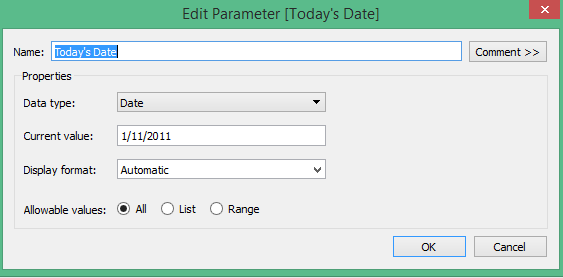 Edit Parameter [Today's Date]
Name: Today's Date Comment >>
Properties
Data type: Date
Current value: 1/11/2011
Display format: Automatic
Allowable values: All List Range
OK Cancel